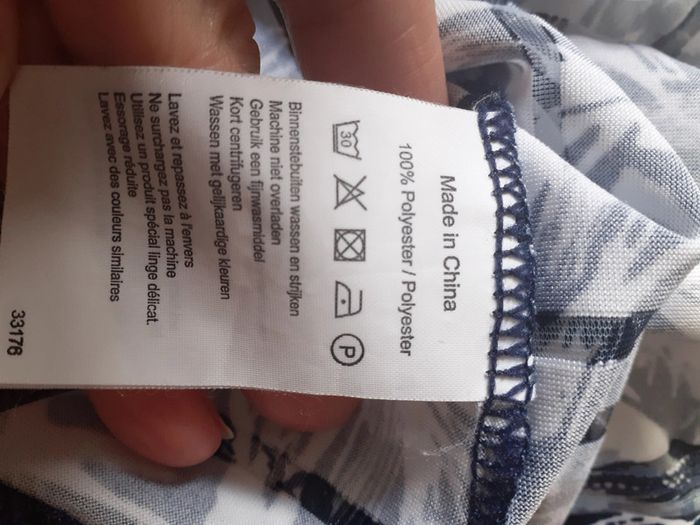 Made in China
100% Polyester / Polyester
30
P
Binnenstebuiten wassen en strijken
Machine niet overladen
Gebruik een fijnwasmiddel
Kort centrifugeren
Wassen met gelijkaardige kleuren
Lavez et repassez à l'envers
Ne surchargez pas la machine
Utilisez un produit spécial linge délicat.
Essorage réduite
Lavez avec des couleurs similaires
33176